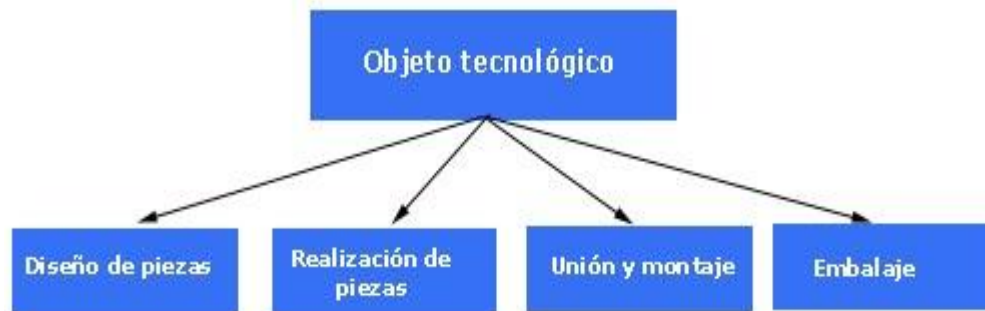 Objeto tecnológico
Diseño de piezas
Realización de
piezas
Unión y montaje
Embalaje